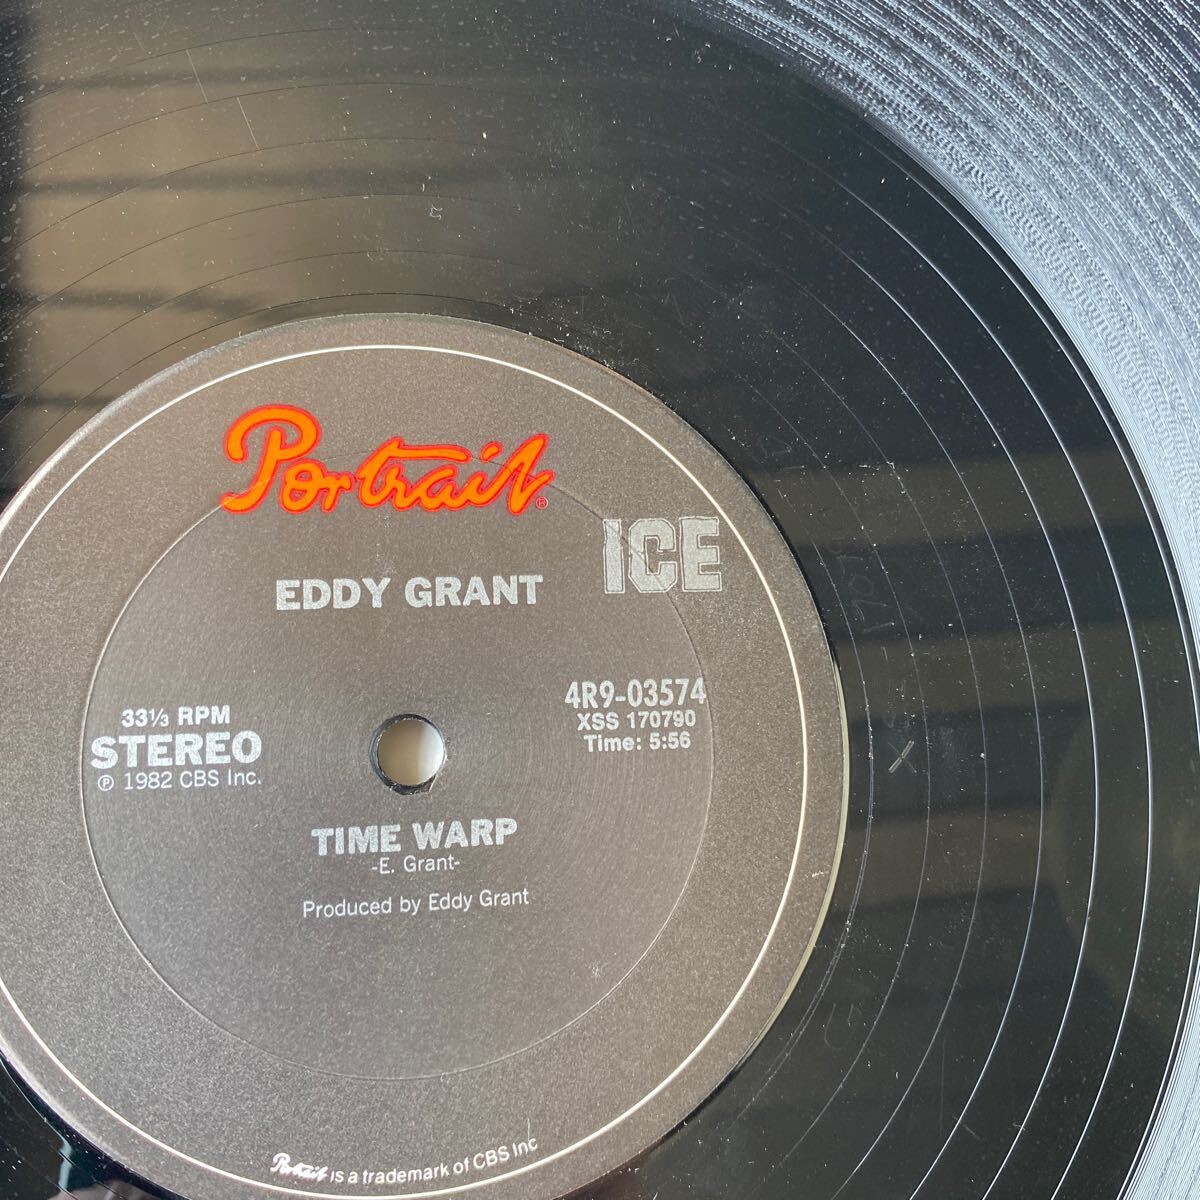 Portrait®
ICE
EDDY GRANT
33⅓ RPM
STEREO
℗ 1982 CBS Inc.
4R9-03574
XSS 170790
Time: 5:56
TIME WARP
-E. Grant-
Produced by Eddy Grant
Portrait is a trademark of CBS Inc